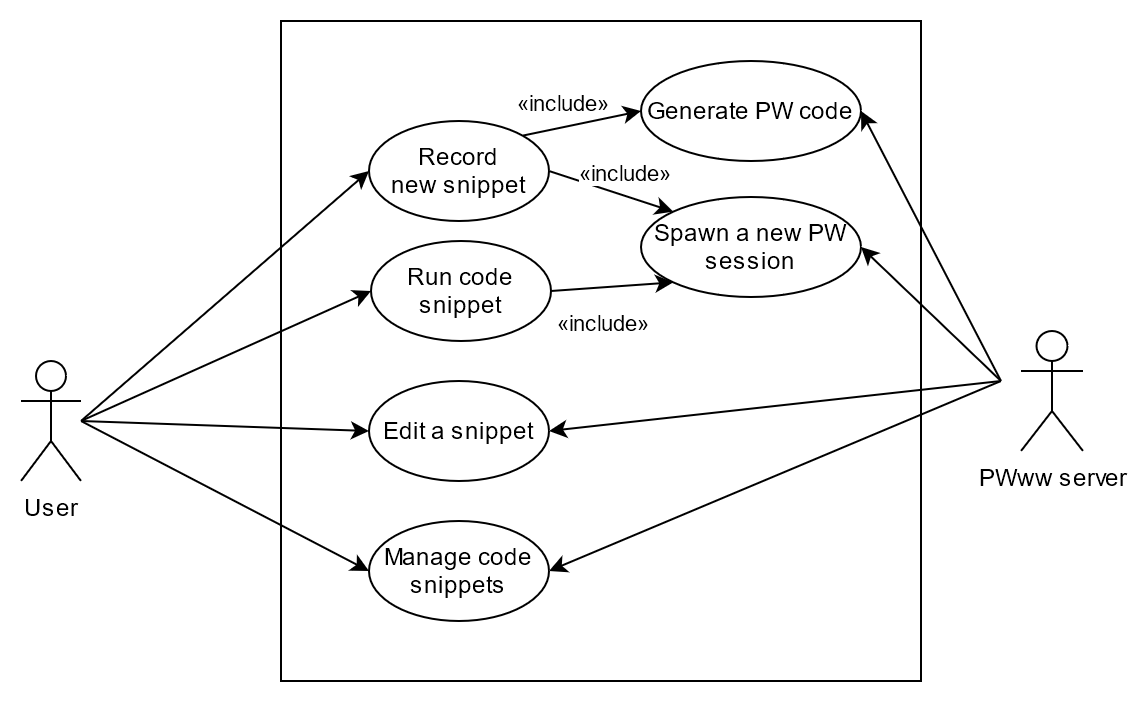 «include»
Generate PW code
Record
new snippet
«include»
Spawn a new PW
session
Run code
snippet
«include»
Edit a snippet
User
PWww server
Manage code
snippets